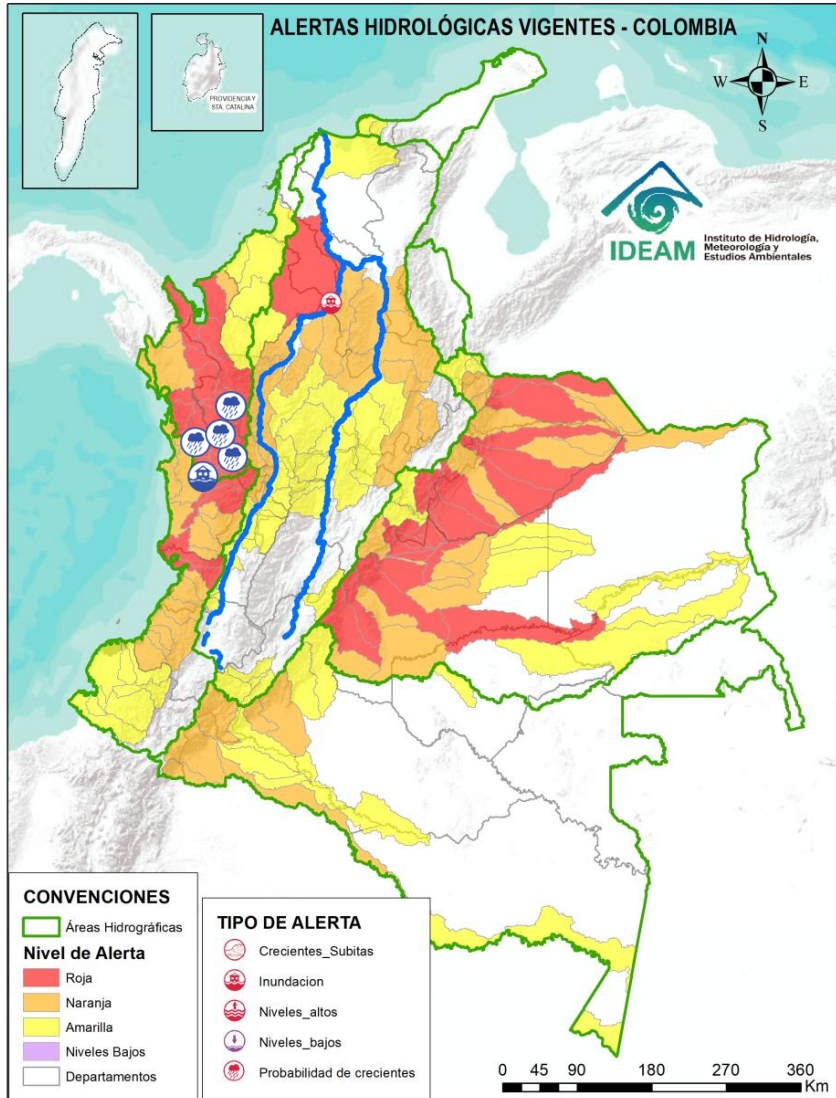 ALERTAS HIDROLÓGICAS VIGENTES - COLOMBIA
PROVIDENCIA Y
STA. CATALINA
N
W
E
S
IDEAM
Instituto de Hidrología,
Meteorología y
Estudios Ambientales
CONVENCIONES
Áreas Hidrográficas
Nivel de Alerta
Roja
Naranja
Amarilla
Niveles Bajos
Departamentos
TIPO DE ALERTA
Crecientes_Subitas
Inundacion
Niveles_altos
Niveles_bajos
Probabilidad de crecientes
0 45 90 180 270 360
Km